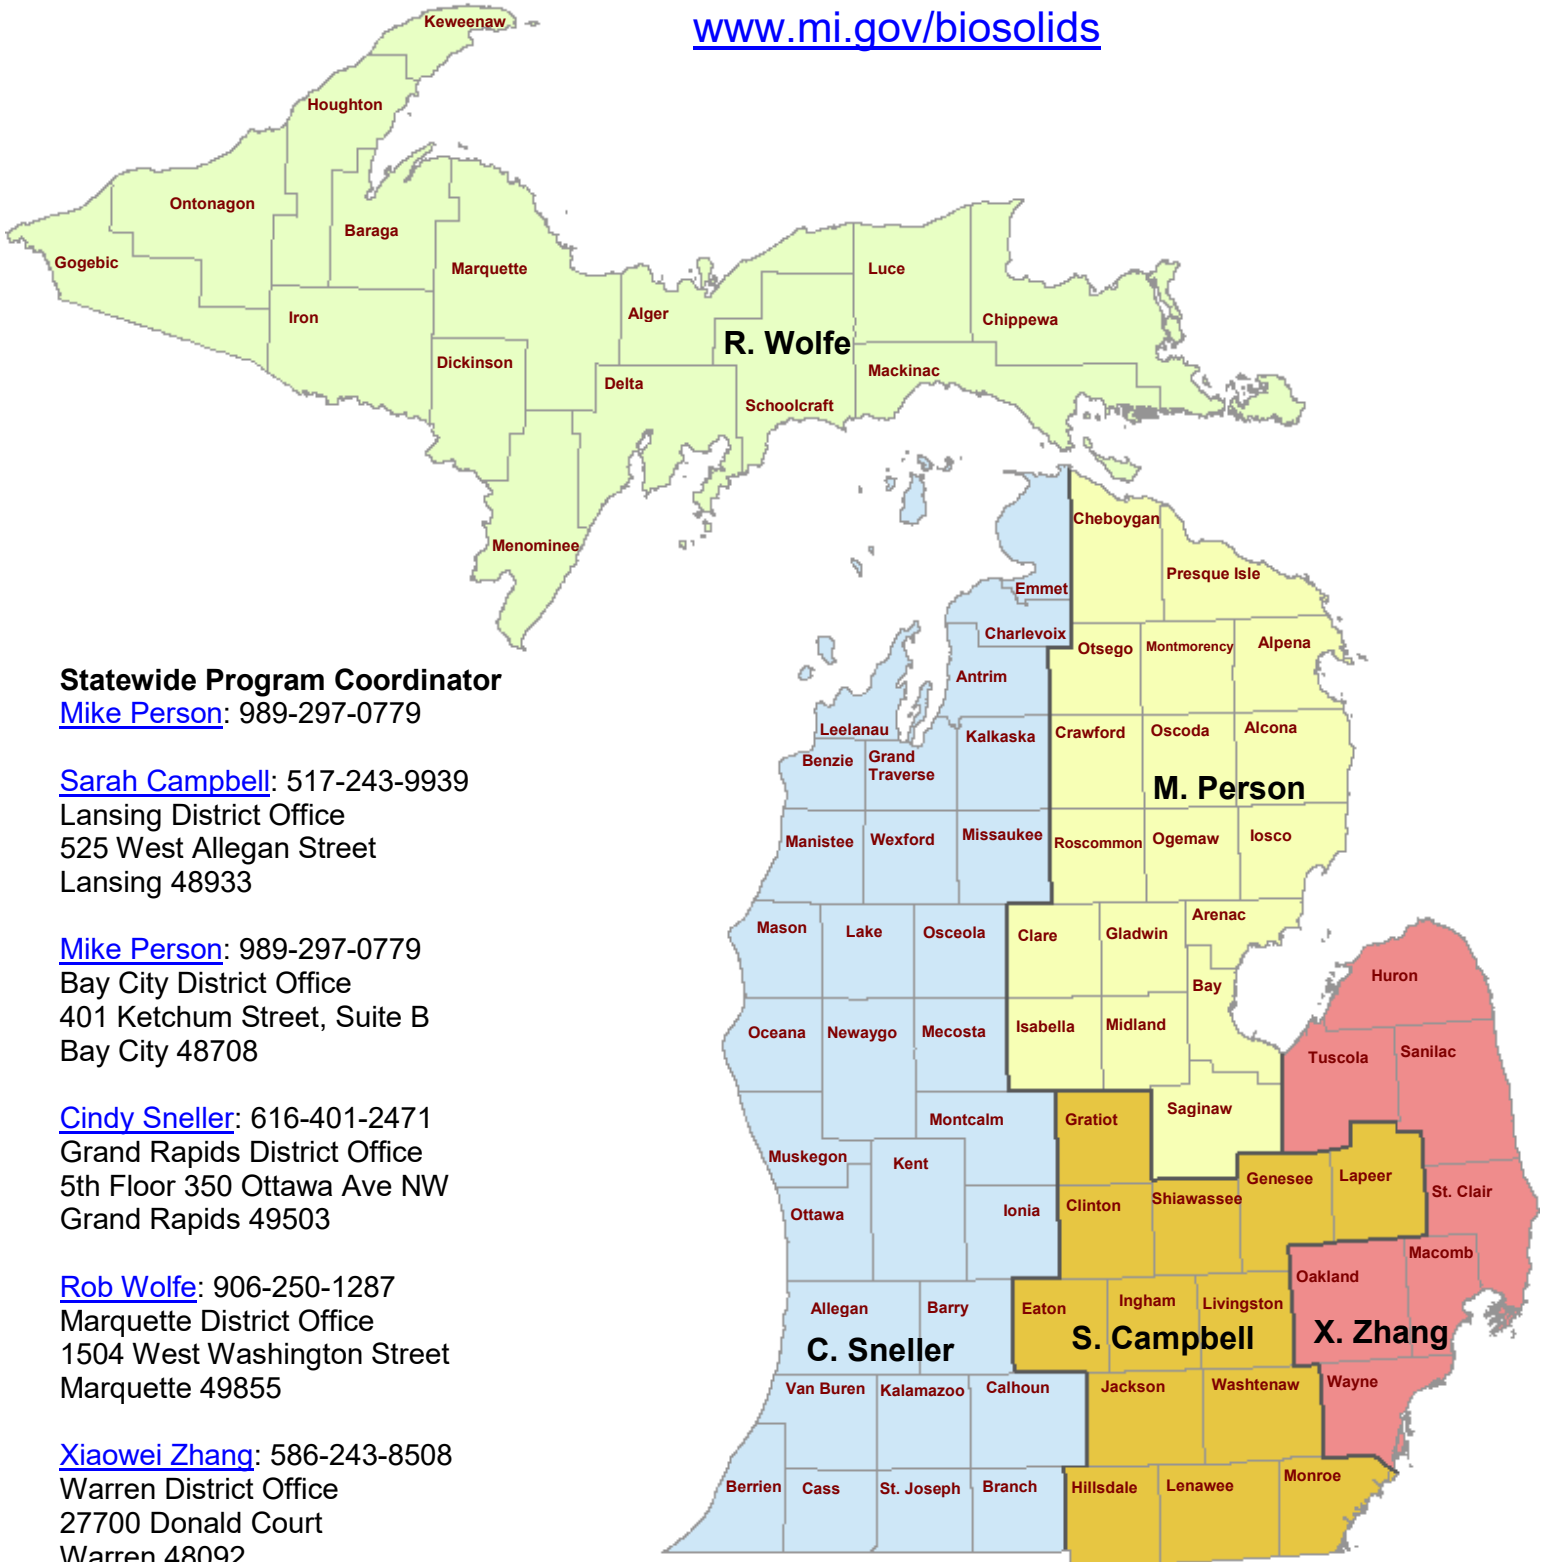 www.mi.gov/biosolids
Keweenaw
Houghton
Ontonagon
Baraga
Gogebic
Marquette
Luce
Iron
Alger
Chippewa
R. Wolfe
Dickinson
Delta
Mackinac
Schoolcraft
Menominee
Cheboygan
Presque Isle
Emmet
Charlevoix
Otsego
Montmorency
Alpena
Antrim
Leelanau
Kalkaska
Crawford
Oscoda
Alcona
Benzie
Grand
Traverse
M. Person
Manistee
Wexford
Missaukee
Roscommon
Ogemaw
Iosco
Mason
Lake
Osceola
Clare
Gladwin
Arenac
Huron
Bay
Oceana
Newaygo
Mecosta
Isabella
Midland
Tuscola
Sanilac
Montcalm
Gratiot
Saginaw
Muskegon
Kent
Genesee
Lapeer
St. Clair
Ottawa
Ionia
Clinton
Shiawassee
Macomb
Oakland
Allegan
Barry
Eaton
Ingham
Livingston
C. Sneller
S. Campbell
X. Zhang
Van Buren
Kalamazoo
Calhoun
Jackson
Washtenaw
Wayne
Berrien
Cass
St. Joseph
Branch
Hillsdale
Lenawee
Monroe
Statewide Program Coordinator
Mike Person: 989-297-0779
Sarah Campbell: 517-243-9939
Lansing District Office
525 West Allegan Street
Lansing 48933
Mike Person: 989-297-0779
Bay City District Office
401 Ketchum Street, Suite B
Bay City 48708
Cindy Sneller: 616-401-2471
Grand Rapids District Office
5th Floor 350 Ottawa Ave NW
Grand Rapids 49503
Rob Wolfe: 906-250-1287
Marquette District Office
1504 West Washington Street
Marquette 49855
Xiaowei Zhang: 586-243-8508
Warren District Office
27700 Donald Court
Warren 48092